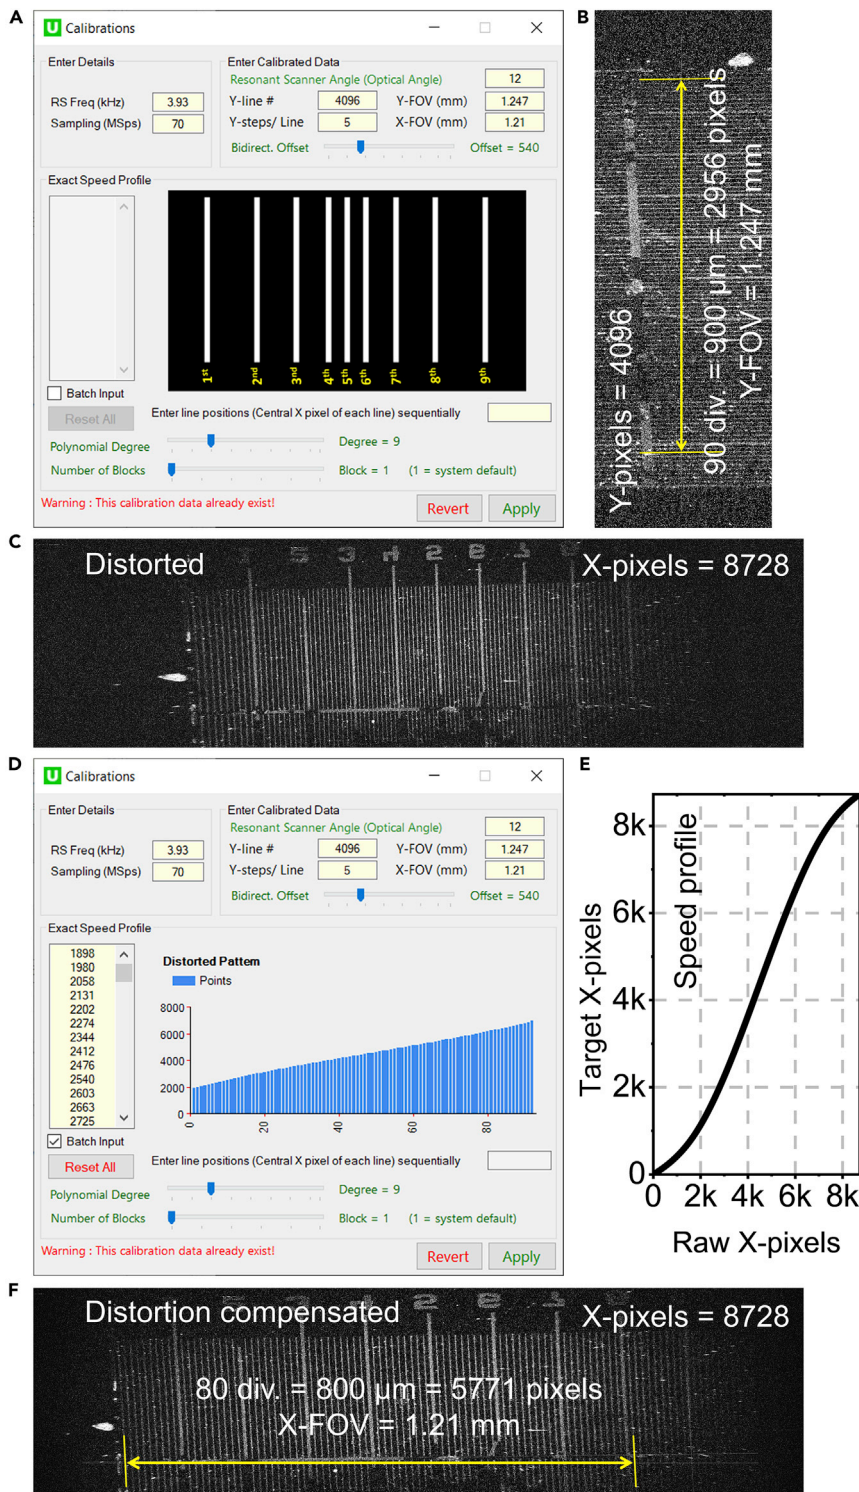 A
Calibrations
Enter Details
RS Freq (kHz) 3.93
Sampling (MSps) 70
Enter Calibrated Data
Resonant Scanner Angle (Optical Angle) 12
Y-line # 4096 Y-FOV (mm) 1.247
Y-steps/ Line 5 X-FOV (mm) 1.21
Bidirect. Offset Offset = 540
Exact Speed Profile
1st 2nd 3rd 4th 5th 6th 7th 8th 9th
Batch Input
Reset All
Enter line positions (Central X pixel of each line) sequentially
Polynomial Degree Degree = 9
Number of Blocks Block = 1 (1 = system default)
Warning : This calibration data already exist!
Revert Apply
B
Y-pixels = 4096
90 div. = 900 µm = 2956 pixels
Y-FOV = 1.247 mm
C
Distorted
X-pixels = 8728
D
Calibrations
Enter Details
RS Freq (kHz) 3.93
Sampling (MSps) 70
Enter Calibrated Data
Resonant Scanner Angle (Optical Angle) 12
Y-line # 4096 Y-FOV (mm) 1.247
Y-steps/ Line 5 X-FOV (mm) 1.21
Bidirect. Offset Offset = 540
Exact Speed Profile
1898
1980
2058
2131
2202
2274
2344
2412
2476
2540
2603
2663
2725
Distorted Pattern
Points
8000
6000
4000
2000
0
0 20 40 60 80
Batch Input
Reset All
Enter line positions (Central X pixel of each line) sequentially
Polynomial Degree Degree = 9
Number of Blocks Block = 1 (1 = system default)
Warning : This calibration data already exist!
Revert Apply
E
Speed profile
Target X-pixels
8k
6k
4k
2k
0
0 2k 4k 6k 8k
Raw X-pixels
F
Distortion compensated
X-pixels = 8728
80 div. = 800 µm = 5771 pixels
X-FOV = 1.21 mm